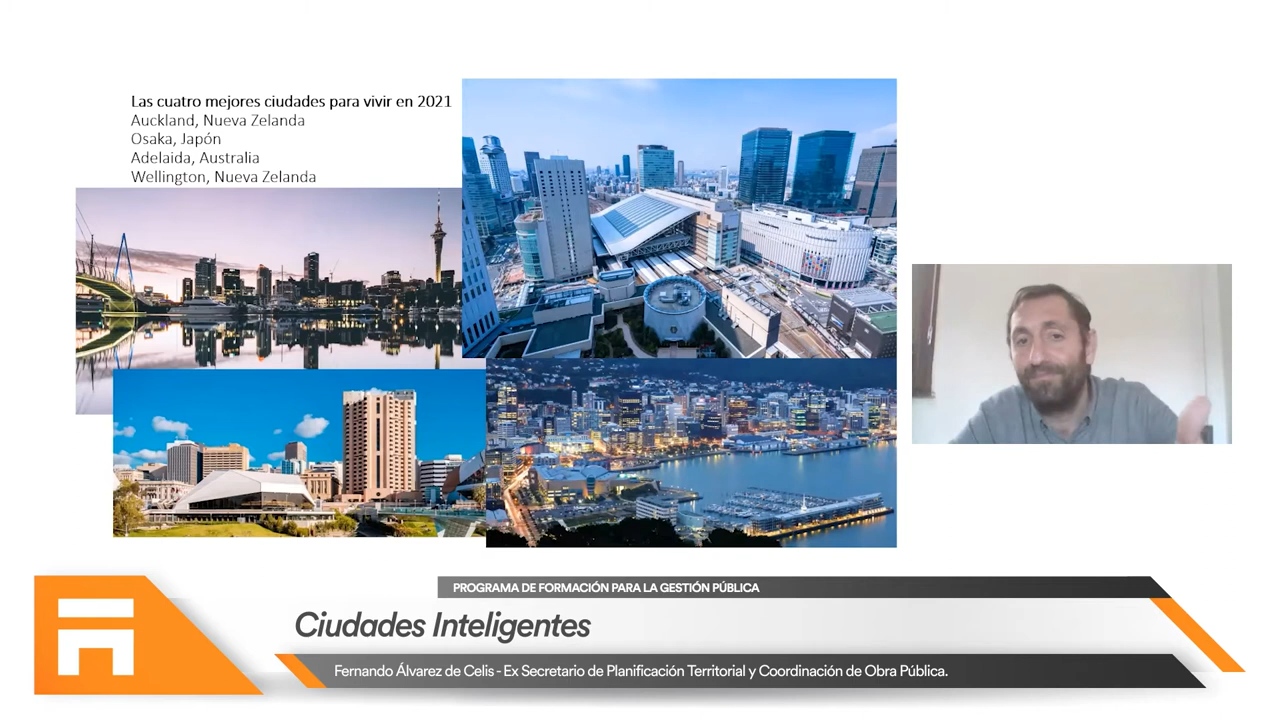 Las cuatro mejores ciudades para vivir en 2021
Auckland, Nueva Zelanda
Osaka, Japón
Adelaida, Australia
Wellington, Nueva Zelanda
PROGRAMA DE FORMACIÓN PARA LA GESTIÓN PÚBLICA
Ciudades Inteligentes
Fernando Álvarez de Celis - Ex Secretario de Planificación Territorial y Coordinación de Obra Pública.